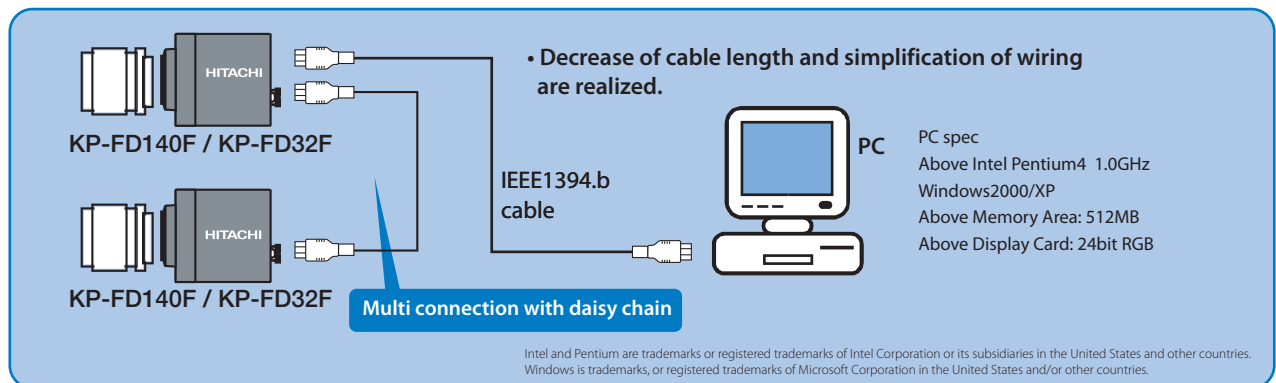 HITACHI
KP-FD140F / KP-FD32F
HITACHI
KP-FD140F / KP-FD32F
• Decrease of cable length and simplification of wiring
are realized.
IEEE1394.b
cable
Multi connection with daisy chain
PC
PC spec
Above Intel Pentium4 1.0GHz
Windows2000/XP
Above Memory Area: 512MB
Above Display Card: 24bit RGB
Intel and Pentium are trademarks or registered trademarks of Intel Corporation or its subsidiaries in the United States and other countries.
Windows is trademarks, or registered trademarks of Microsoft Corporation in the United States and/or other countries.